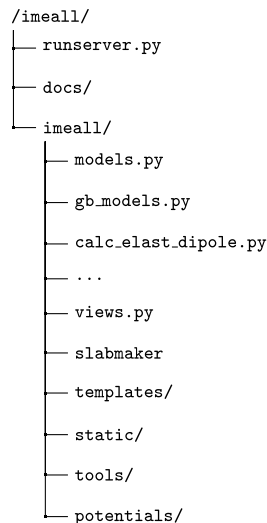 /imeall/
runserver.py
docs/
imeall/
models.py
gb_models.py
calc_elast_dipole.py
...
views.py
slabmaker
templates/
static/
tools/
potentials/